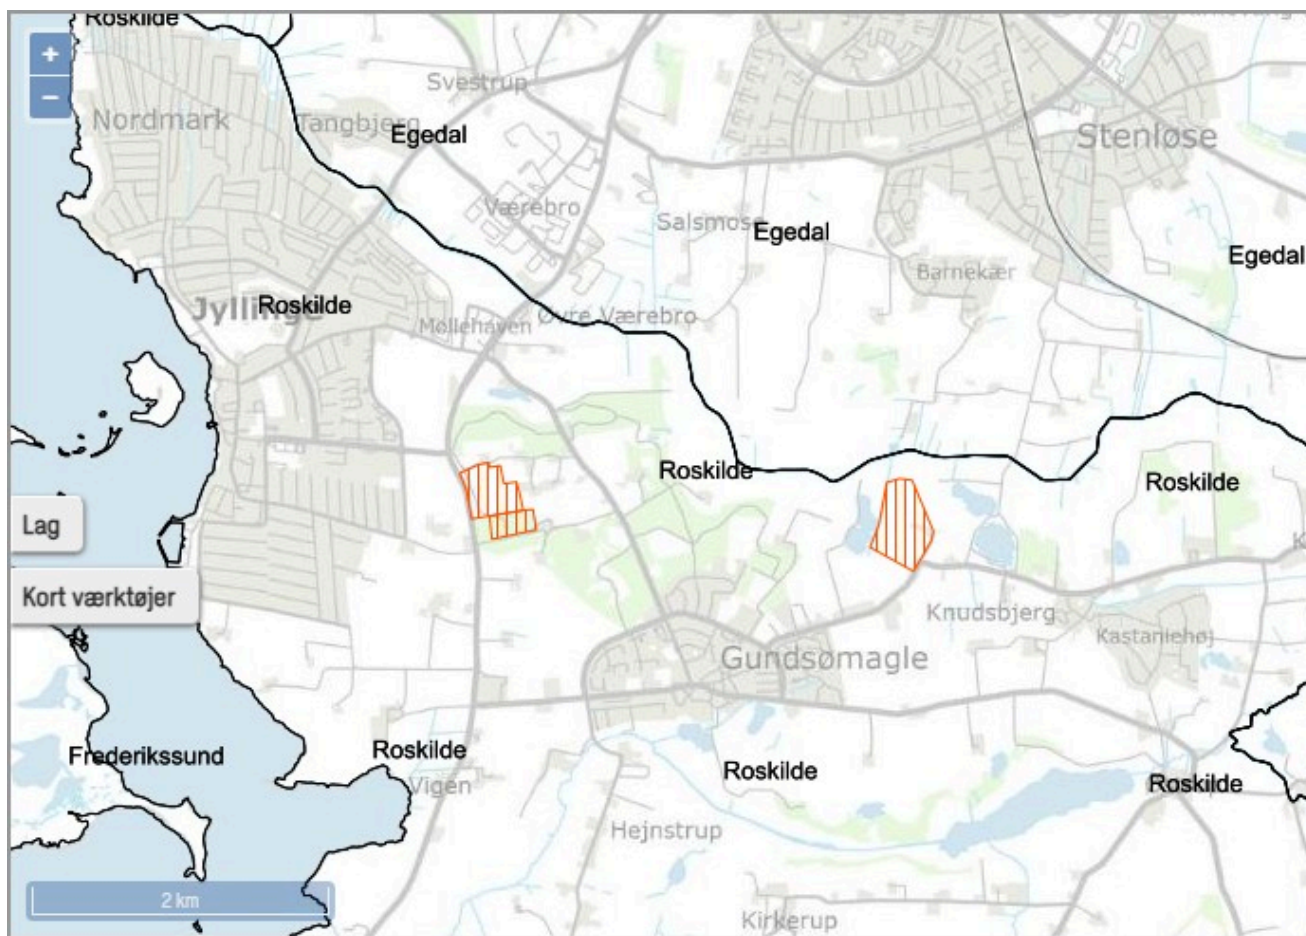 Roskilde
+
−
Svestrup
Nordmark
Tangbjerg
Egedal
Stenløse
Værebro
Salsmose
Egedal
Egedal
Barnekær
Jyllinge
Roskilde
Møllehaven
Øvre Værebro
Roskilde
Roskilde
Lag
Kort værktøjer
Knudsbjerg
Kastaniehøj
Gundsømagle
Frederikssund
Roskilde
Vigen
Roskilde
Roskilde
Hejnstrup
2 km
Kirkerup